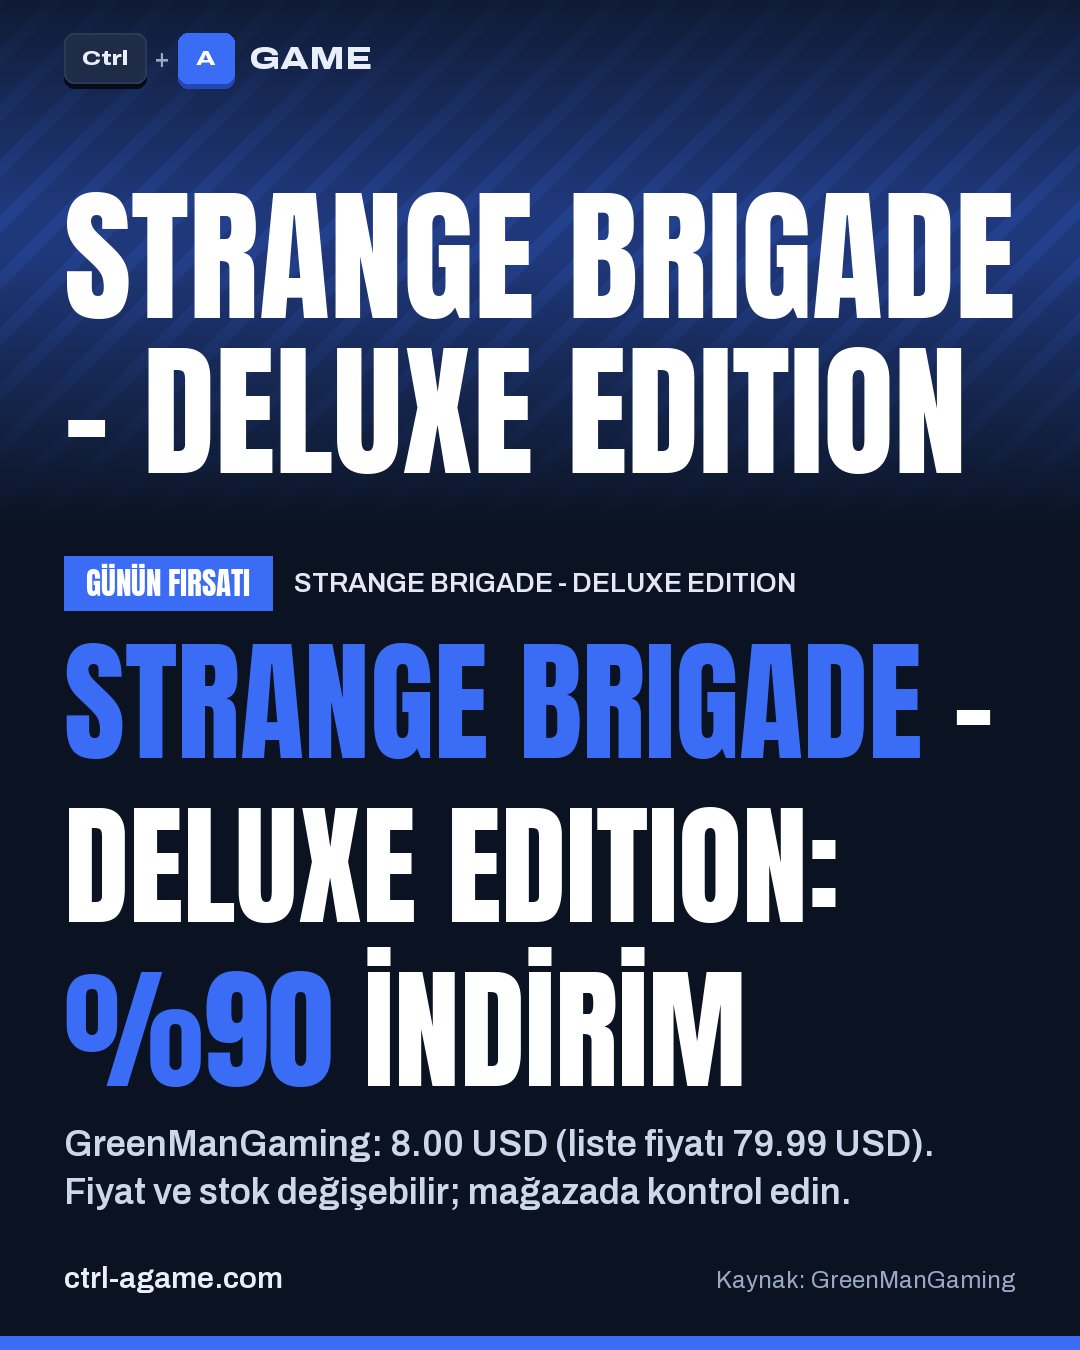 Ctrl + A GAME
STRANGE BRIGADE
- DELUXE EDITION
GÜNÜN FIRSATI STRANGE BRIGADE - DELUXE EDITION
STRANGE BRIGADE -
DELUXE EDITION:
%90 İNDİRİM
GreenManGaming: 8.00 USD (liste fiyatı 79.99 USD).
Fiyat ve stok değişebilir; mağazada kontrol edin.
ctrl-agame.com Kaynak: GreenManGaming